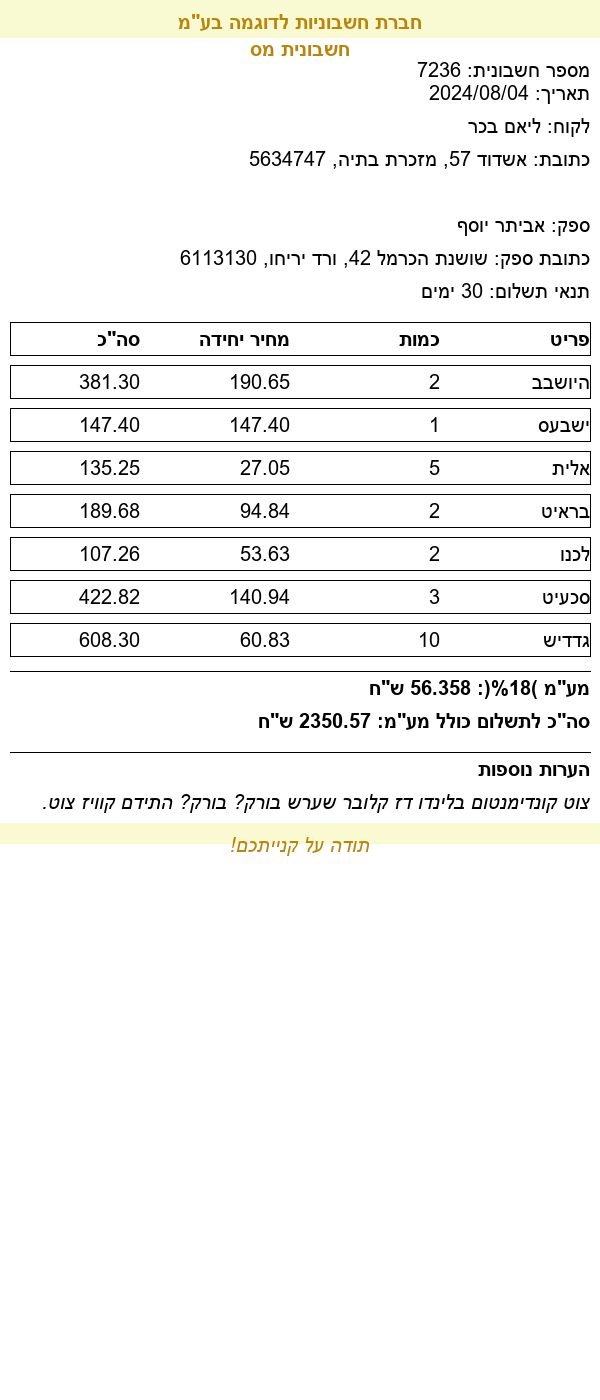 חברת חשבוניות לדוגמה בע"מ
חשבונית מס
מספר חשבונית: 7236
תאריך: 2024/08/04
לקוח: ליאם בכר
כתובת: אשדוד 57, מזכרת בתיה, 5634747
ספק: אביתר יוסף
כתובת ספק: שושנת הכרמל 42, ורד יריחו, 6113130
תנאי תשלום: 30 ימים
פריט כמות מחיר יחידה סה"כ
היושבב 2 190.65 381.30
ישבעס 1 147.40 147.40
אלית 5 27.05 135.25
בראיט 2 94.84 189.68
לכנו 2 53.63 107.26
סכעיט 3 140.94 422.82
גדדיש 10 60.83 608.30
מע"מ )18%(: 358.56 ש"ח
סה"כ לתשלום כולל מע"מ: 2350.57 ש"ח
הערות נוספות
צוט קונדימנטום בלינדו דז קלובר שערש בורק? בורק? התידם קוויז צוט.
תודה על קנייתכם!